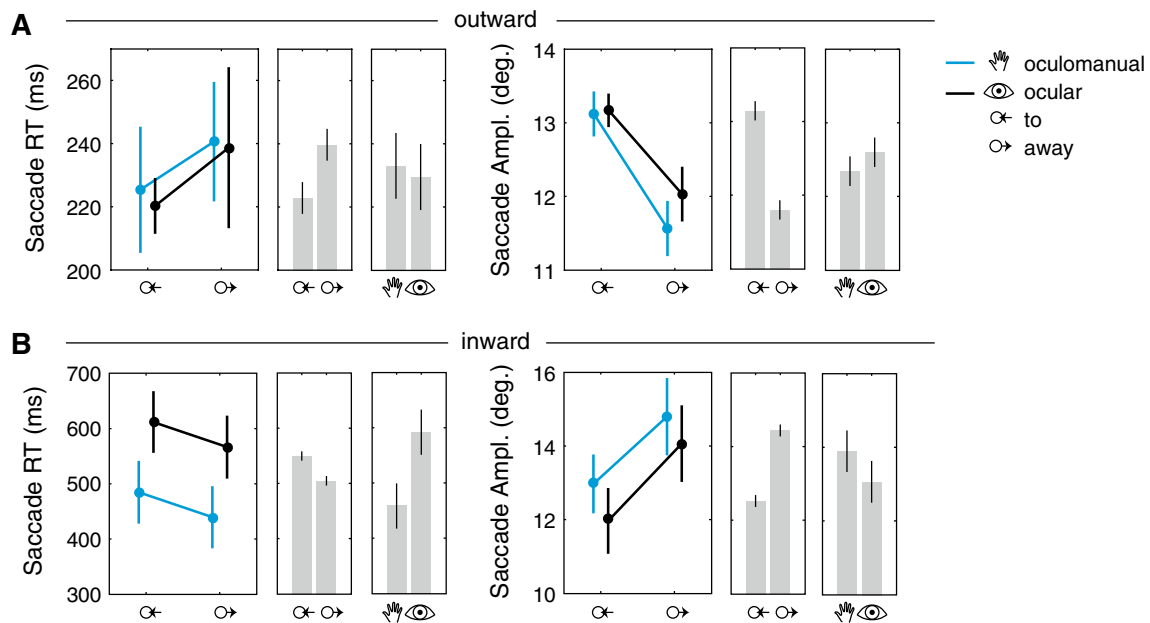 A
outward
Saccade RT (ms)
260
240
220
200
Saccade Ampl. (deg.)
14
13
12
11
oculomanual
ocular
to
away
B
inward
Saccade RT (ms)
700
600
500
400
300
Saccade Ampl. (deg.)
16
14
12
10